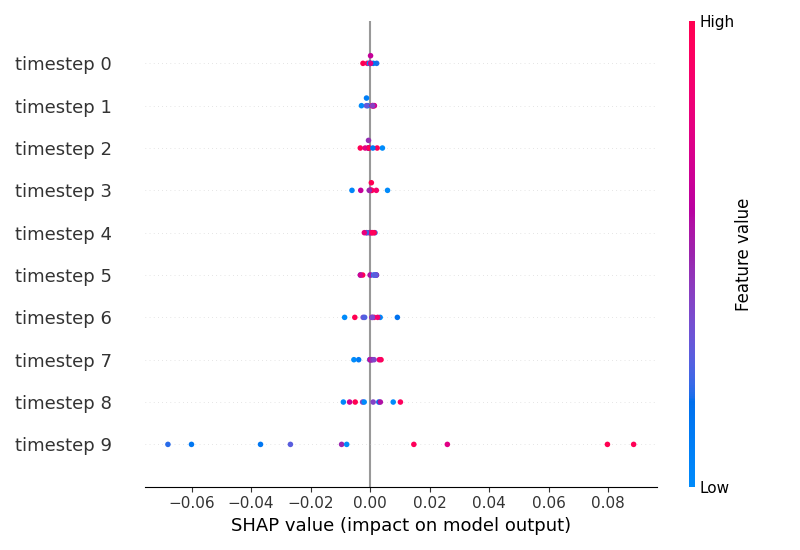 High
timestep 0
timestep 1
timestep 2
timestep 3
timestep 4
timestep 5
timestep 6
timestep 7
timestep 8
timestep 9
Feature value
Low
−0.06 −0.04 −0.02 0.00 0.02 0.04 0.06 0.08
SHAP value (impact on model output)